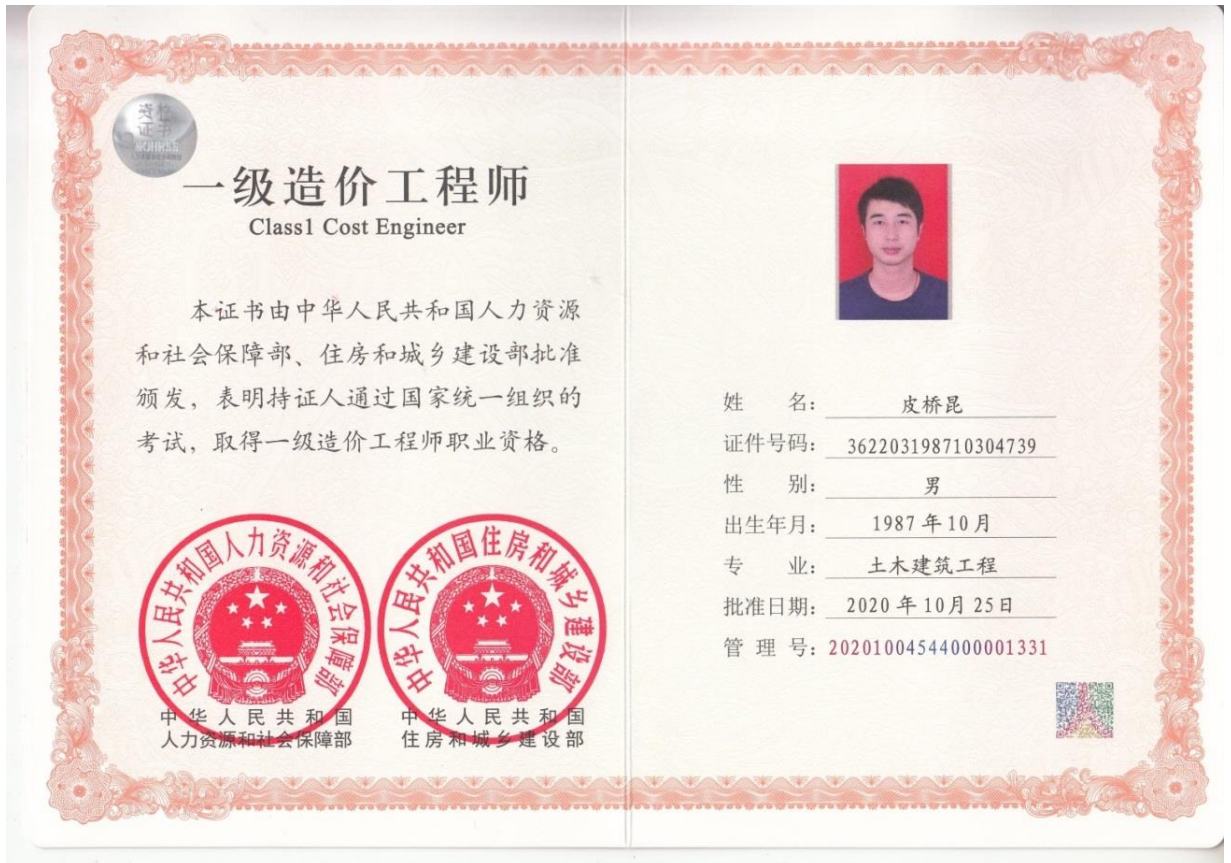 资格
证书
MOHRSS
一级造价工程师
Class1 Cost Engineer
本证书由中华人民共和国人力资源
和社会保障部、住房和城乡建设部批准
颁发，表明持证人通过国家统一组织的
考试，取得一级造价工程师职业资格。
中华人民共和国人力资源和社会保障部
中华人民共和国住房和城乡建设部
中华人民共和国
人力资源和社会保障部
中华人民共和国
住房和城乡建设部
姓 名：皮桥昆
证件号码：362203198710304739
性 别：男
出生年月：1987年10月
专 业：土木建筑工程
批准日期：2020年10月25日
管 理 号：20201004544000001331